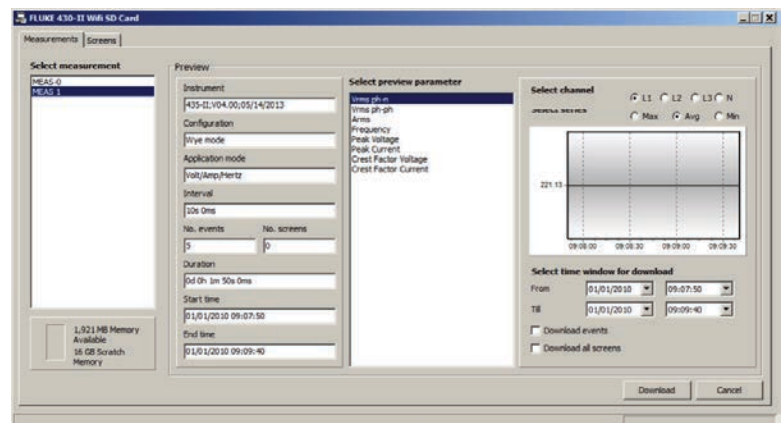 FLUKE 430-II Wifi SD Card
Measurements Screens
Select measurement
MEAS-0
MEAS 1
1,921 MB Memory
Available
16 GB Scratch
Memory
Preview
Instrument
435-II;V04.00;05/14/2013
Configuration
Wye mode
Application mode
Volt/Amp/Hertz
Interval
10s 0ms
No. events No. screens
5 0
Duration
0d 0h 1m 50s 0ms
Start time
01/01/2010 09:07:50
End time
01/01/2010 09:09:40
Select preview parameter
Vrms ph-n
Vrms ph-ph
Arms
Frequency
Peak Voltage
Peak Current
Crest Factor Voltage
Crest Factor Current
Select channel
L1 L2 L3 N
Select series
Max Avg Min
221.13
09:08:00 09:08:30 09:09:00 09:09:30
Select time window for download
From 01/01/2010 09:07:50
Till 01/01/2010 09:09:40
Download events
Download all screens
Download Cancel